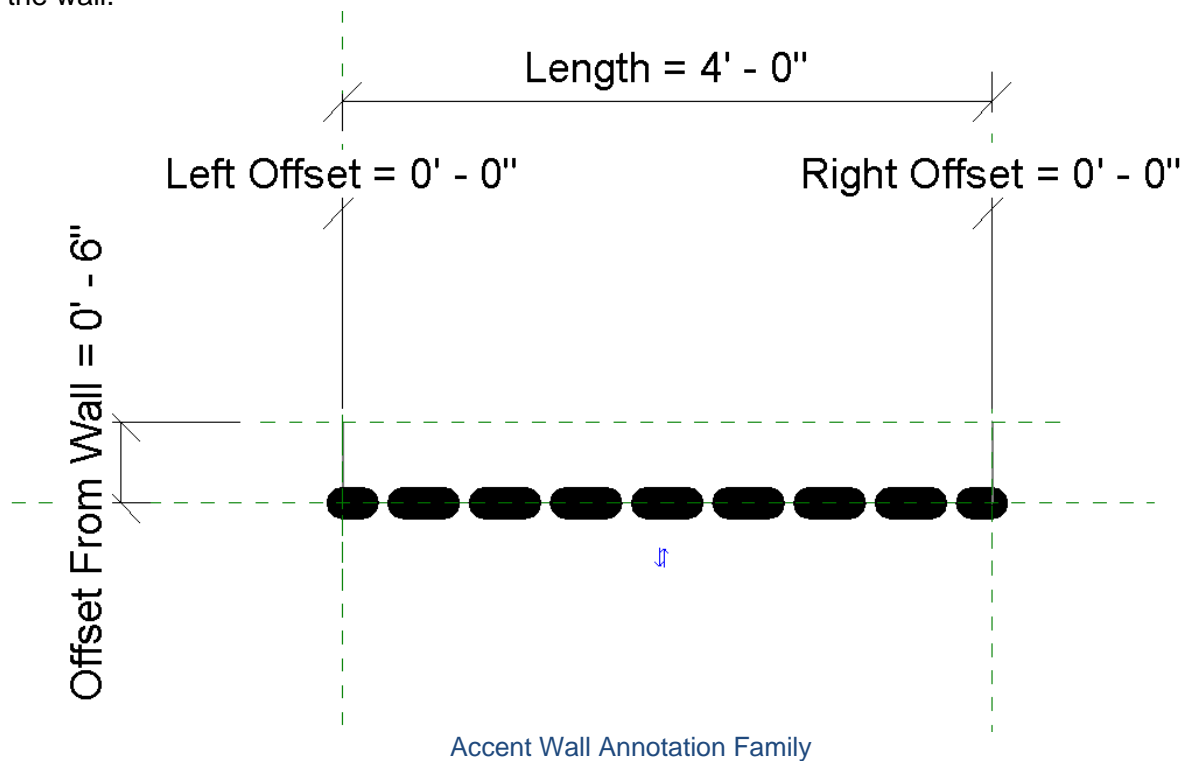 the wall.
Length = 4' - 0"
Left Offset = 0' - 0"
Right Offset = 0' - 0"
Offset From Wall = 0' - 6"
Accent Wall Annotation Family